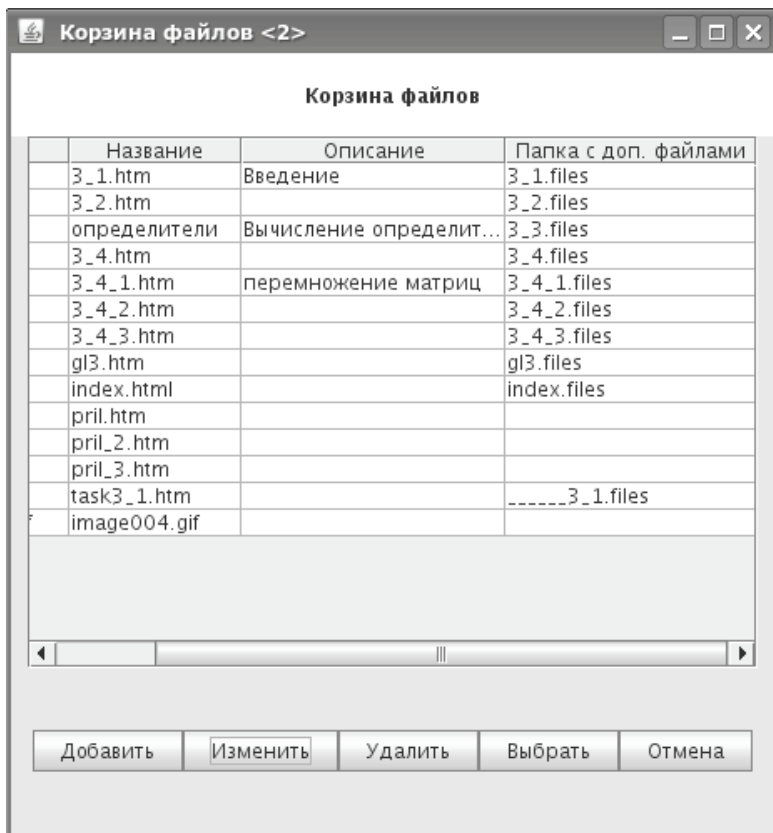 Корзина файлов <2>
Корзина файлов
Название Описание Папка с доп. файлами
3_1.htm Введение 3_1.files
3_2.htm 3_2.files
определители Вычисление определит... 3_3.files
3_4.htm 3_4.files
3_4_1.htm перемножение матриц 3_4_1.files
3_4_2.htm 3_4_2.files
3_4_3.htm 3_4_3.files
gl3.htm gl3.files
index.html index.files
pril.htm
pril_2.htm
pril_3.htm
task3_1.htm ______3_1.files
image004.gif
Добавить Изменить Удалить Выбрать Отмена